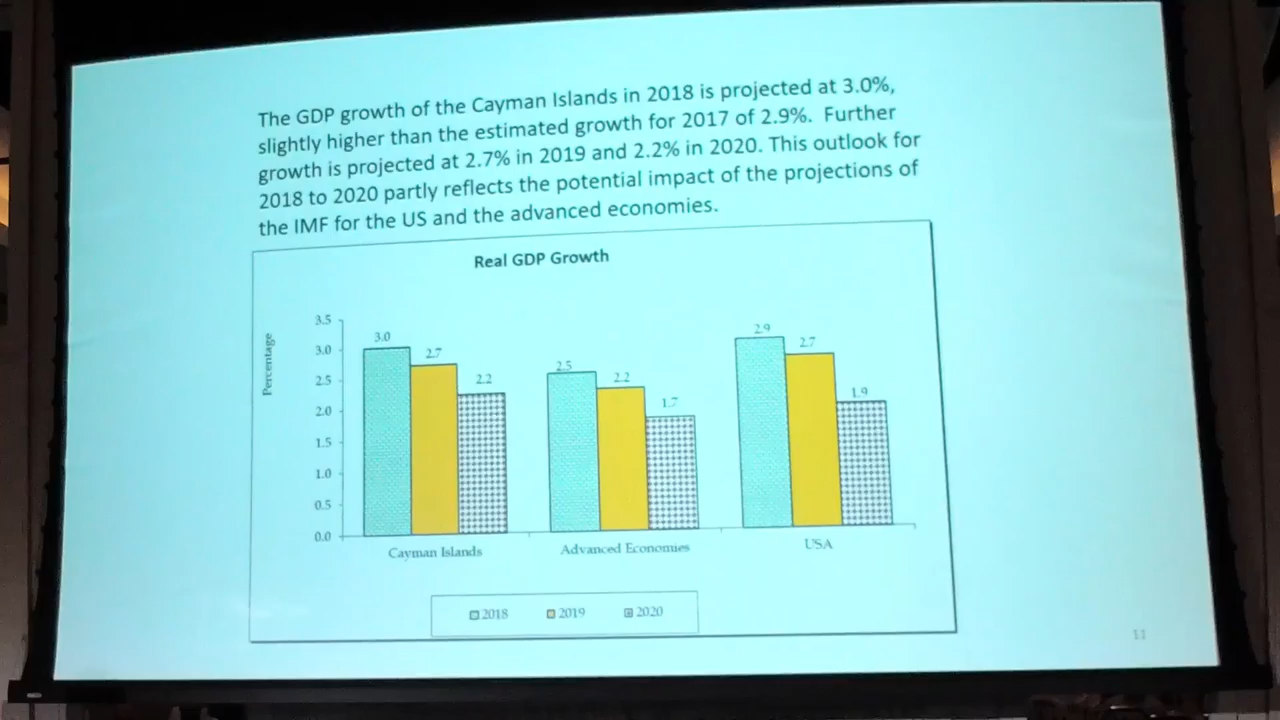 The GDP growth of the Cayman Islands in 2018 is projected at 3.0%,
slightly higher than the estimated growth for 2017 of 2.9%. Further
growth is projected at 2.7% in 2019 and 2.2% in 2020. This outlook for
2018 to 2020 partly reflects the potential impact of the projections of
the IMF for the US and the advanced economies.
Real GDP Growth
Percentage
3.5
3.0
2.5
2.0
1.5
1.0
0.5
0.0
3.0
2.7
2.2
2.5
2.2
1.7
2.9
2.7
1.9
Cayman Islands
Advanced Economies
USA
2018 2019 2020
11